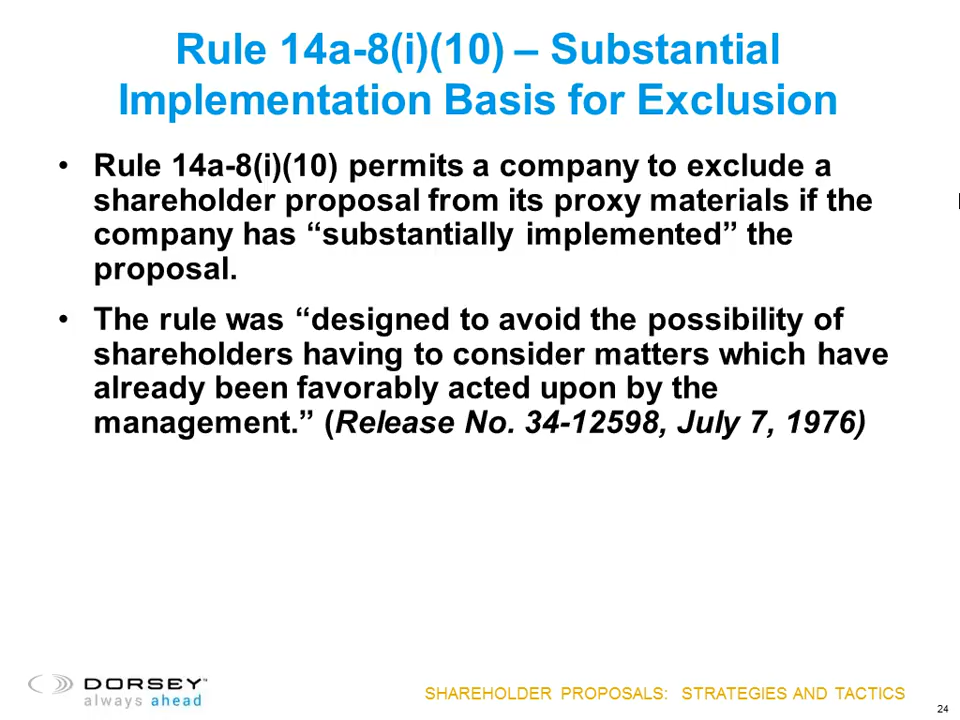 Rule 14a-8(i)(10) – Substantial
Implementation Basis for Exclusion
• Rule 14a-8(i)(10) permits a company to exclude a
shareholder proposal from its proxy materials if the
company has “substantially implemented” the
proposal.
• The rule was “designed to avoid the possibility of
shareholders having to consider matters which have
already been favorably acted upon by the
management.” (Release No. 34-12598, July 7, 1976)
DORSEY™
always ahead
SHAREHOLDER PROPOSALS: STRATEGIES AND TACTICS
24